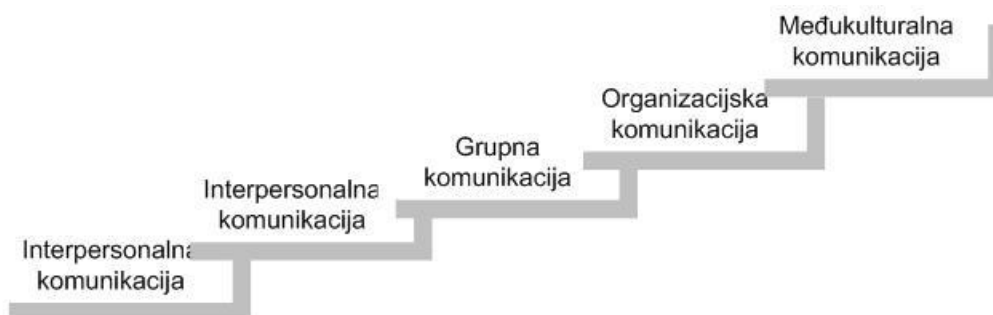 Međukulturalna
komunikacija
Organizacijska
komunikacija
Grupna
komunikacija
Interpersonalna
komunikacija
Interpersonalna
komunikacija